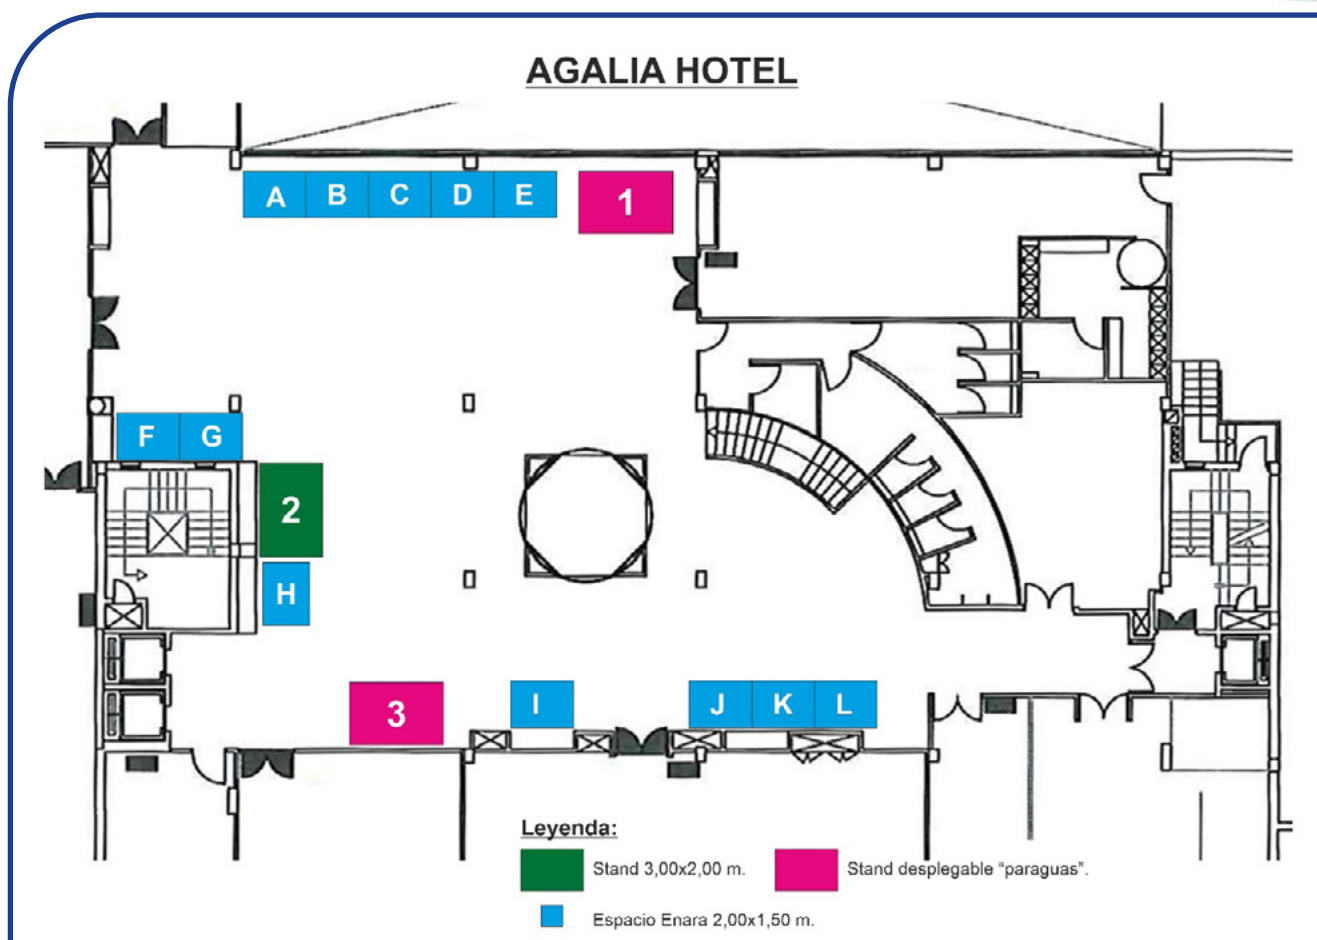 AGALIA HOTEL
A B C D E 1
F G
2
H
3 I J K L
Leyenda:
Stand 3,00x2,00 m. Stand desplegable “paraguas”.
Espacio Enara 2,00x1,50 m.